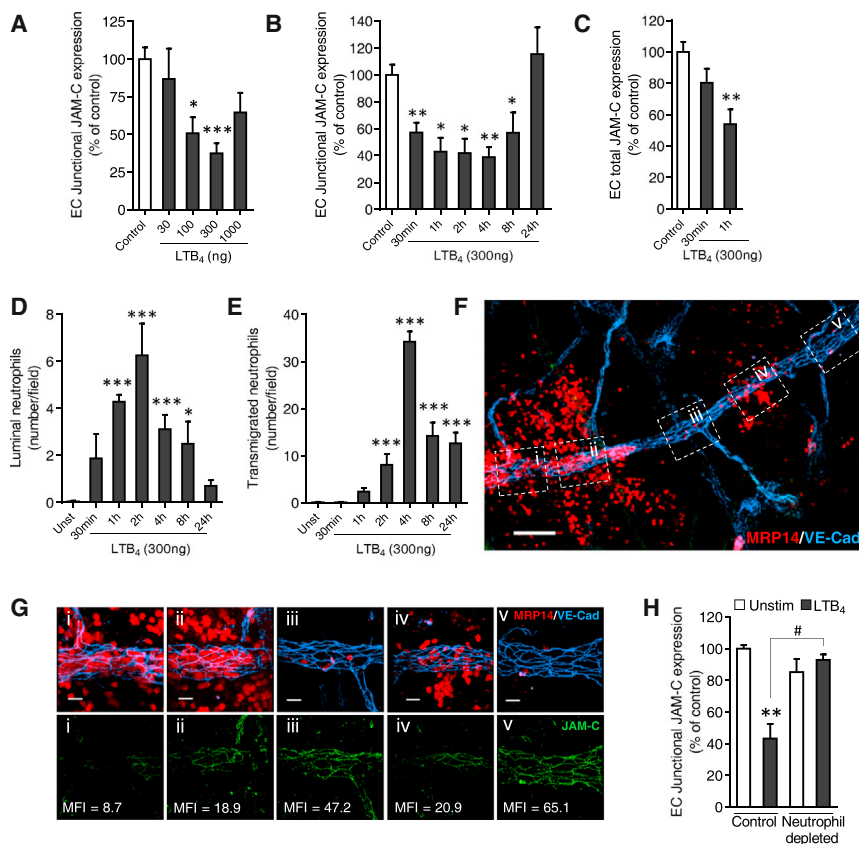 A
EC Junctional JAM-C expression
(% of control)
125
100
75
50
25
0
*
***
Control
30
100
300
1000
LTB4 (ng)
B
EC Junctional JAM-C expression
(% of control)
140
120
100
80
60
40
20
0
**
*
*
**
*
Control
30min
1h
2h
4h
8h
24h
LTB4 (300ng)
C
EC total JAM-C expression
(% of control)
120
100
80
60
40
20
0
**
Control
30min
1h
LTB4 (300ng)
D
Luminal neutrophils
(number/field)
8
6
4
2
0
***
***
***
*
Unst
30min
1h
2h
4h
8h
24h
LTB4 (300ng)
E
Transmigrated neutrophils
(number/field)
40
30
20
10
0
***
***
***
***
Unst
30min
1h
2h
4h
8h
24h
LTB4 (300ng)
F
i
ii
iii
iv
v
MRP14/VE-Cad
G
i
ii
iii
iv
v MRP14/VE-Cad
i
ii
iii
iv
v
JAM-C
MFI = 8.7
MFI = 18.9
MFI = 47.2
MFI = 20.9
MFI = 65.1
H
Unstim LTB4
EC Junctional JAM-C expression
(% of control)
120
100
80
60
40
20
0
#
**
Control
Neutrophil
depleted